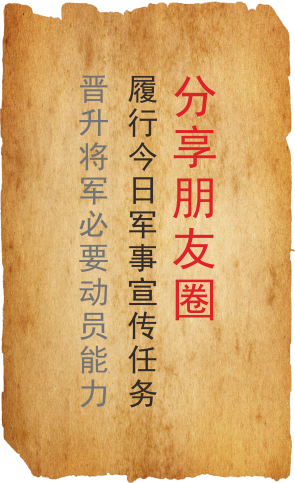 分享朋友圈
履行今日军事宣传任务
晋升将军必要动员能力